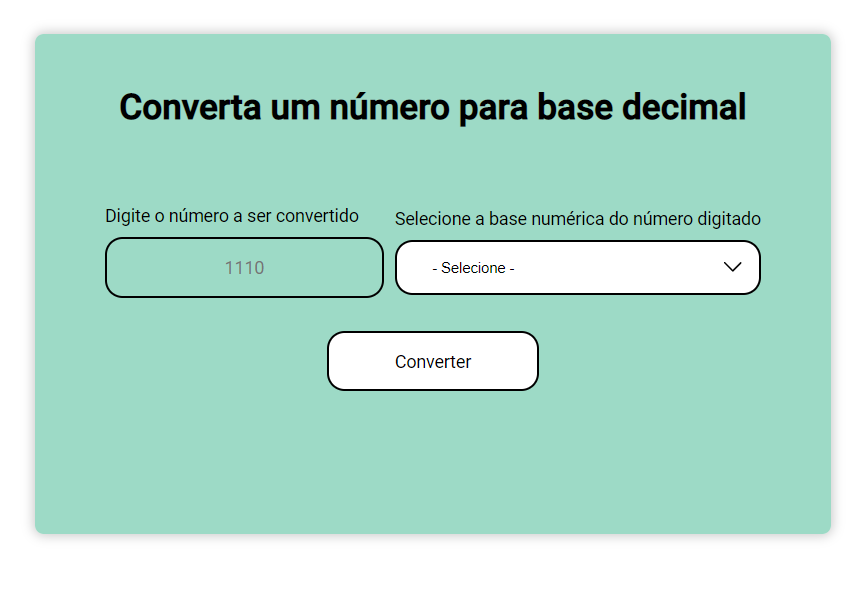 Converta um número para base decimal
Digite o número a ser convertido
Selecione a base numérica do número digitado
1110
- Selecione -
Converter